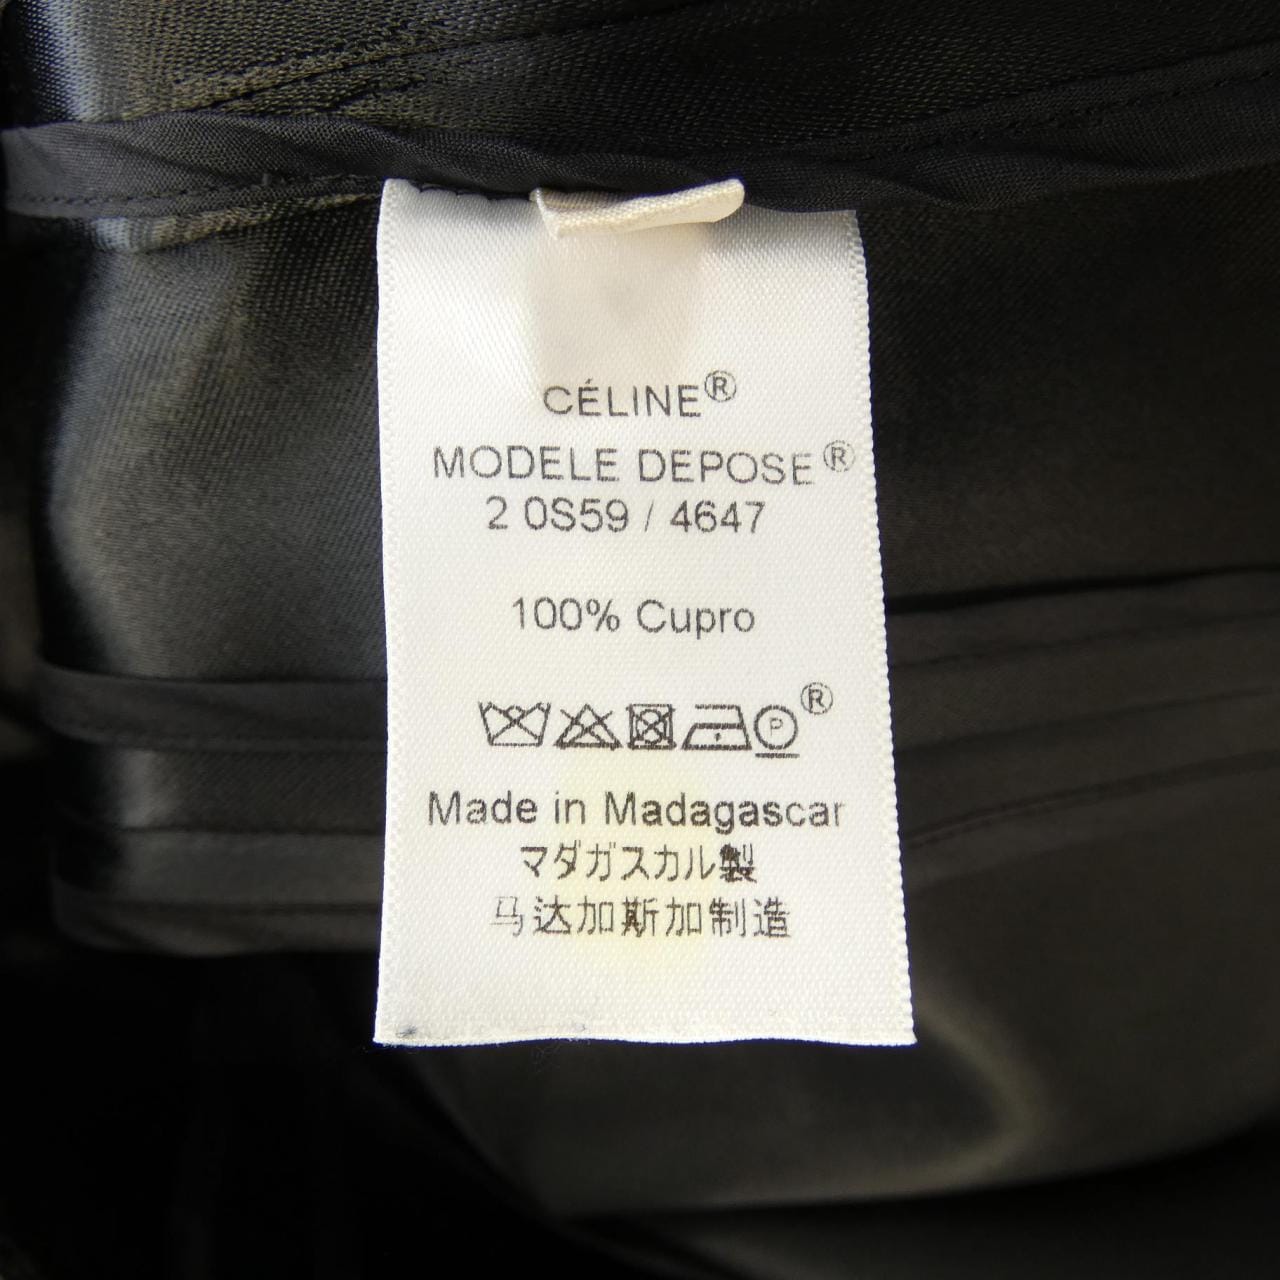 CÉLINE®
MODELE DEPOSE®
2 0S59 / 4647
100% Cupro
P ®
Made in Madagascar
マダガスカル製
马达加斯加制造